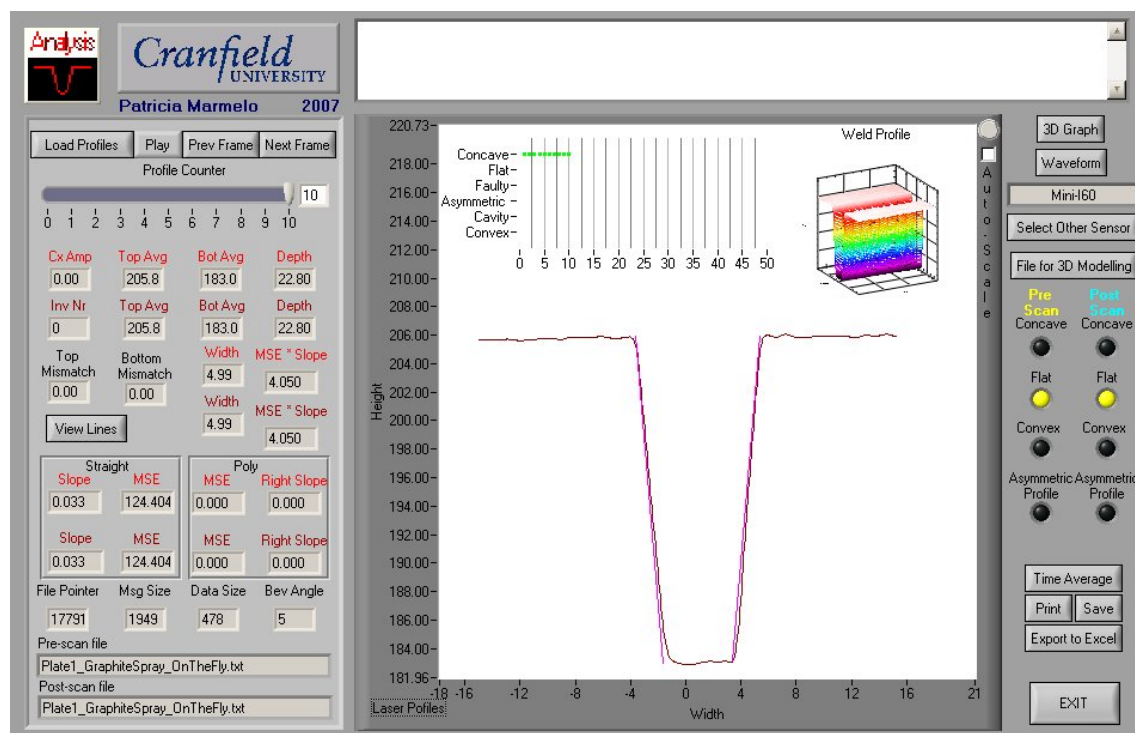 Analysis
Cranfield
UNIVERSITY
Patricia Marmelo 2007
Load Profiles Play Prev Frame Next Frame
Profile Counter
10
0 1 2 3 4 5 6 7 8 9 10
Cx Amp Top Avg Bot Avg Depth
0.00 205.8 183.0 22.80
Inv Nr Top Avg Bot Avg Depth
0 205.8 183.0 22.80
Top Mismatch Bottom Mismatch Width MSE * Slope
0.00 0.00 4.99 4.050
Width MSE * Slope
View Lines 4.99 4.050
Straight Poly
Slope MSE MSE Right Slope
0.033 124.404 0.000 0.000
Slope MSE MSE Right Slope
0.033 124.404 0.000 0.000
File Pointer Msg Size Data Size Bev Angle
17791 1949 478 5
Pre-scan file
Plate1_GraphiteSpray_OnTheFly.txt
Post-scan file
Plate1_GraphiteSpray_OnTheFly.txt
220.73
218.00
216.00
214.00
212.00
210.00
208.00
206.00
204.00
202.00
200.00
198.00
196.00
194.00
192.00
190.00
188.00
186.00
184.00
181.96
Height
-18 -16 -12 -8 -4 0 4 8 12 16 21
Width
Laser Pofiles
Concave
Flat
Faulty
Asymmetric
Cavity
Convex
0 5 10 15 20 25 30 35 40 45 50
Weld Profile
Auto-Scale
3D Graph
Waveform
Mini-I60
Select Other Sensor
File for 3D Modelling
Pre Scan Post Scan
Concave Concave
Flat Flat
Convex Convex
Asymmetric Profile Asymmetric Profile
Time Average
Print Save
Export to Excel
EXIT